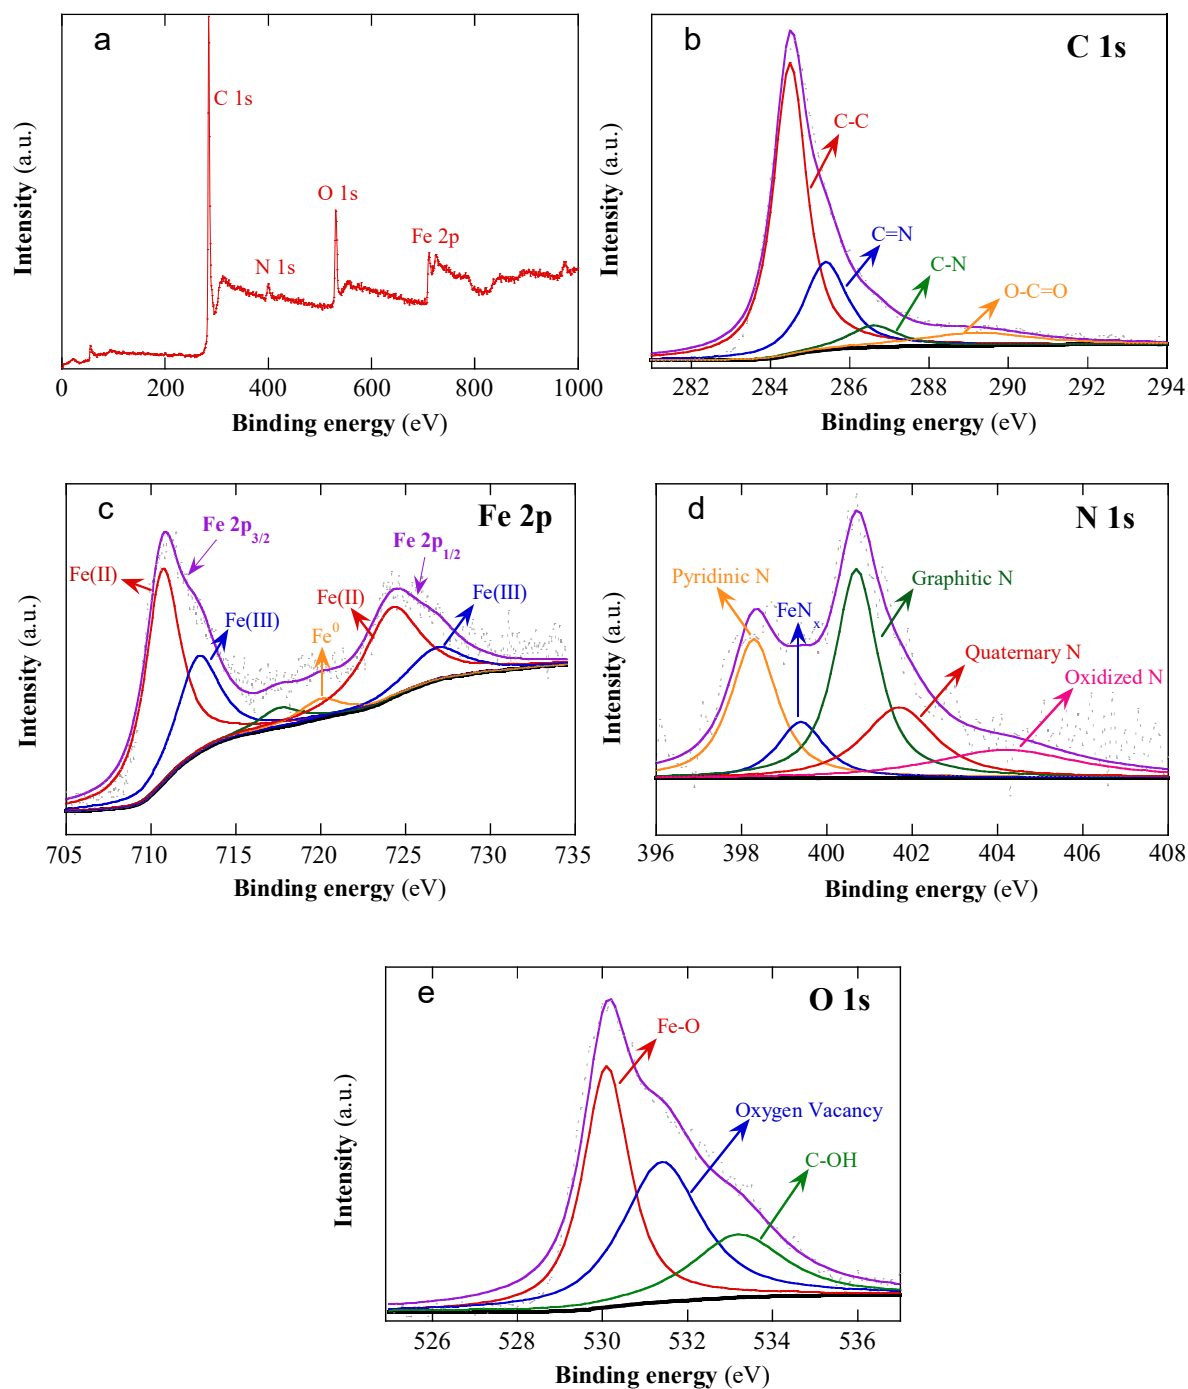 a
C 1s
O 1s
Fe 2p
N 1s
Intensity (a.u.)
0 200 400 600 800 1000
Binding energy (eV)
b
C 1s
C-C
C=N
C-N
O-C=O
Intensity (a.u.)
282 284 286 288 290 292 294
Binding energy (eV)
c
Fe 2p
Fe 2p3/2
Fe 2p1/2
Fe(II)
Fe(III)
Fe(II)
Fe(III)
Fe0
Intensity (a.u.)
705 710 715 720 725 730 735
Binding energy (eV)
d
N 1s
Pyridinic N
Graphitic N
FeNx
Quaternary N
Oxidized N
Intensity (a.u.)
396 398 400 402 404 406 408
Binding energy (eV)
e
O 1s
Fe-O
Oxygen Vacancy
C-OH
Intensity (a.u.)
526 528 530 532 534 536
Binding energy (eV)